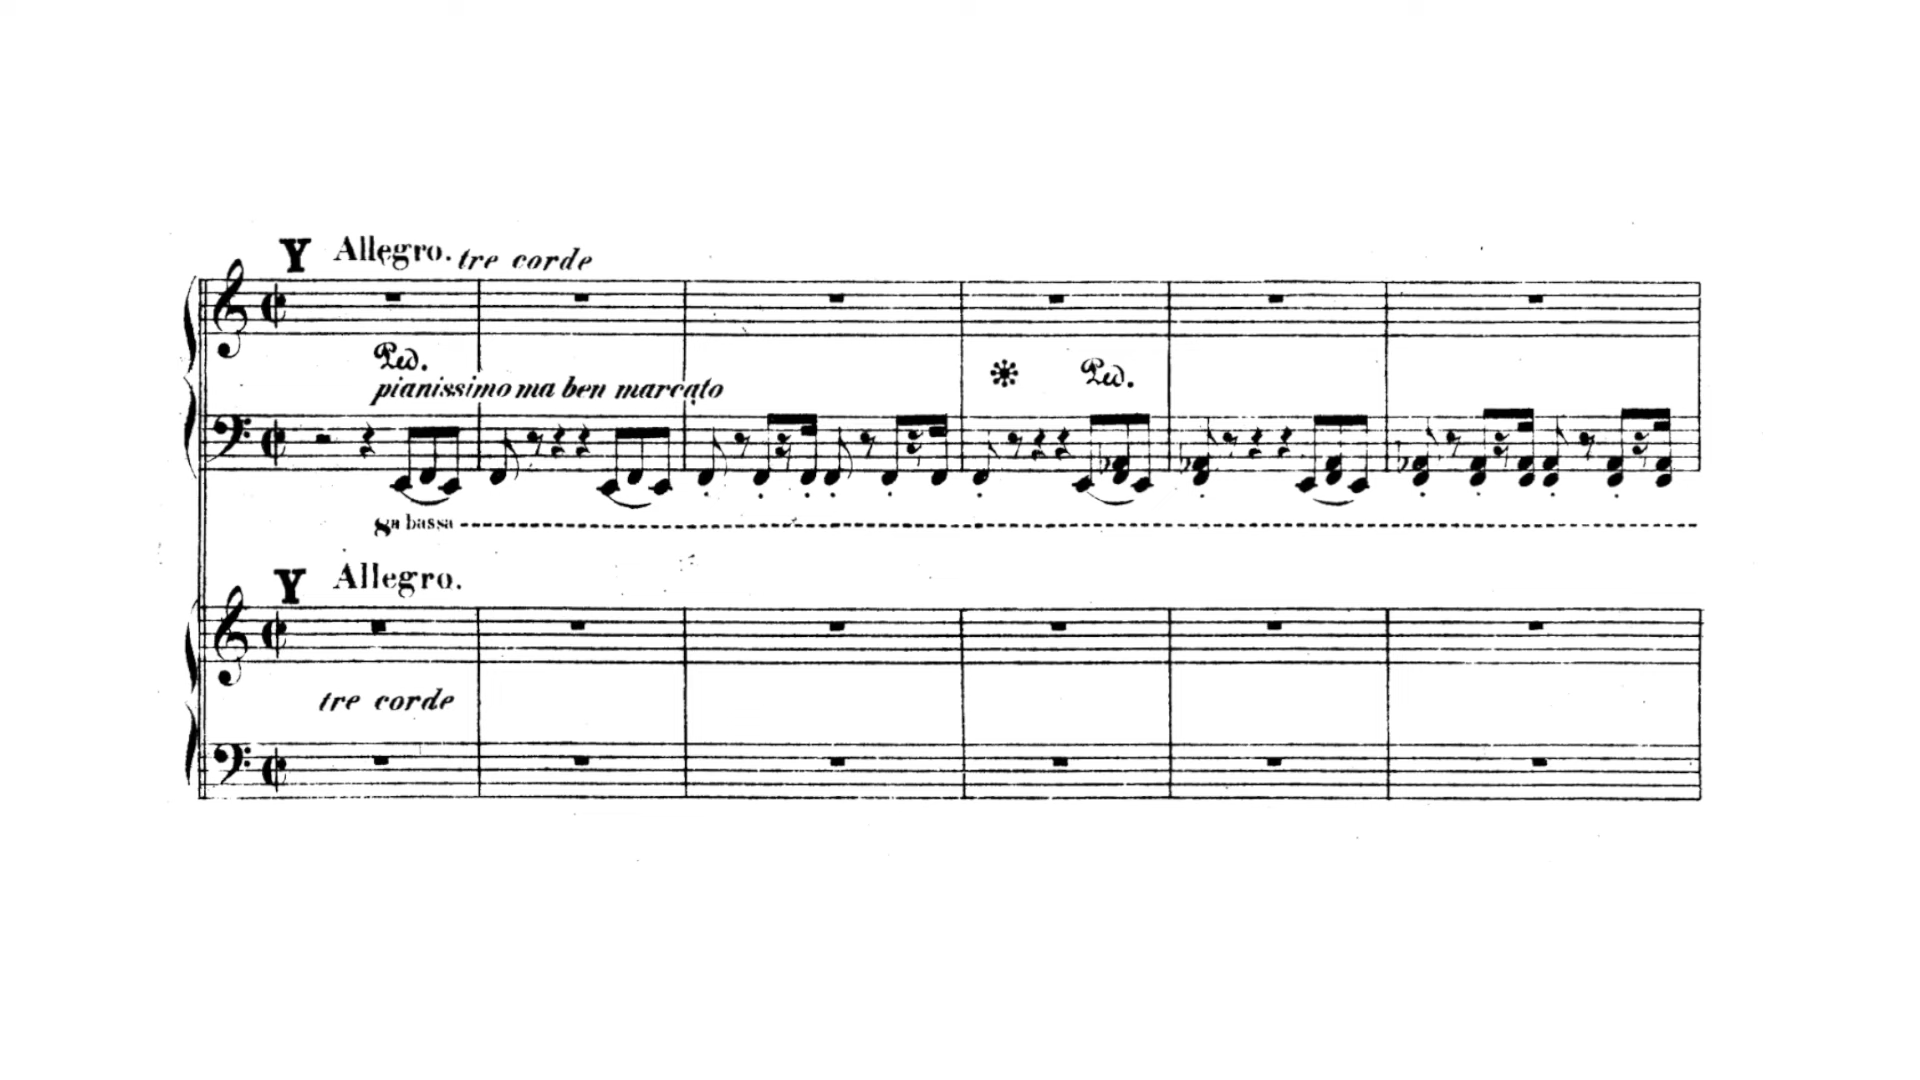 Y Allegro. tre corde
Ped.
pianissimo ma ben marcato
Ped.
8va bassa
Y Allegro.
tre corde